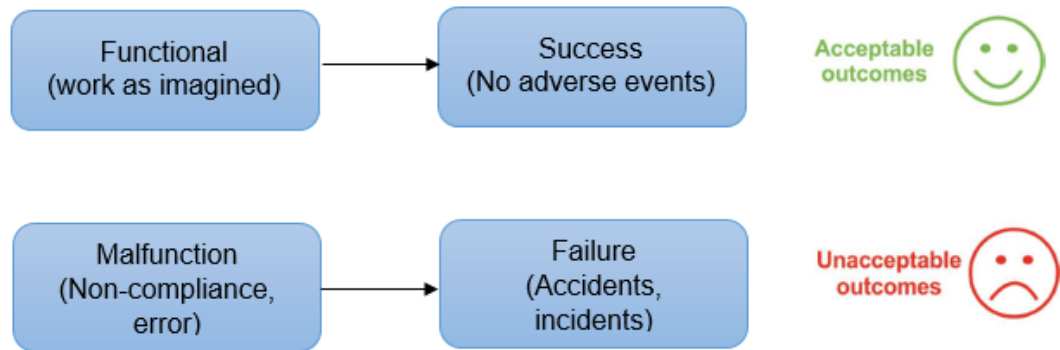 Functional
(work as imagined)
Success
(No adverse events)
Acceptable
outcomes
Malfunction
(Non-compliance,
error)
Failure
(Accidents,
incidents)
Unacceptable
outcomes